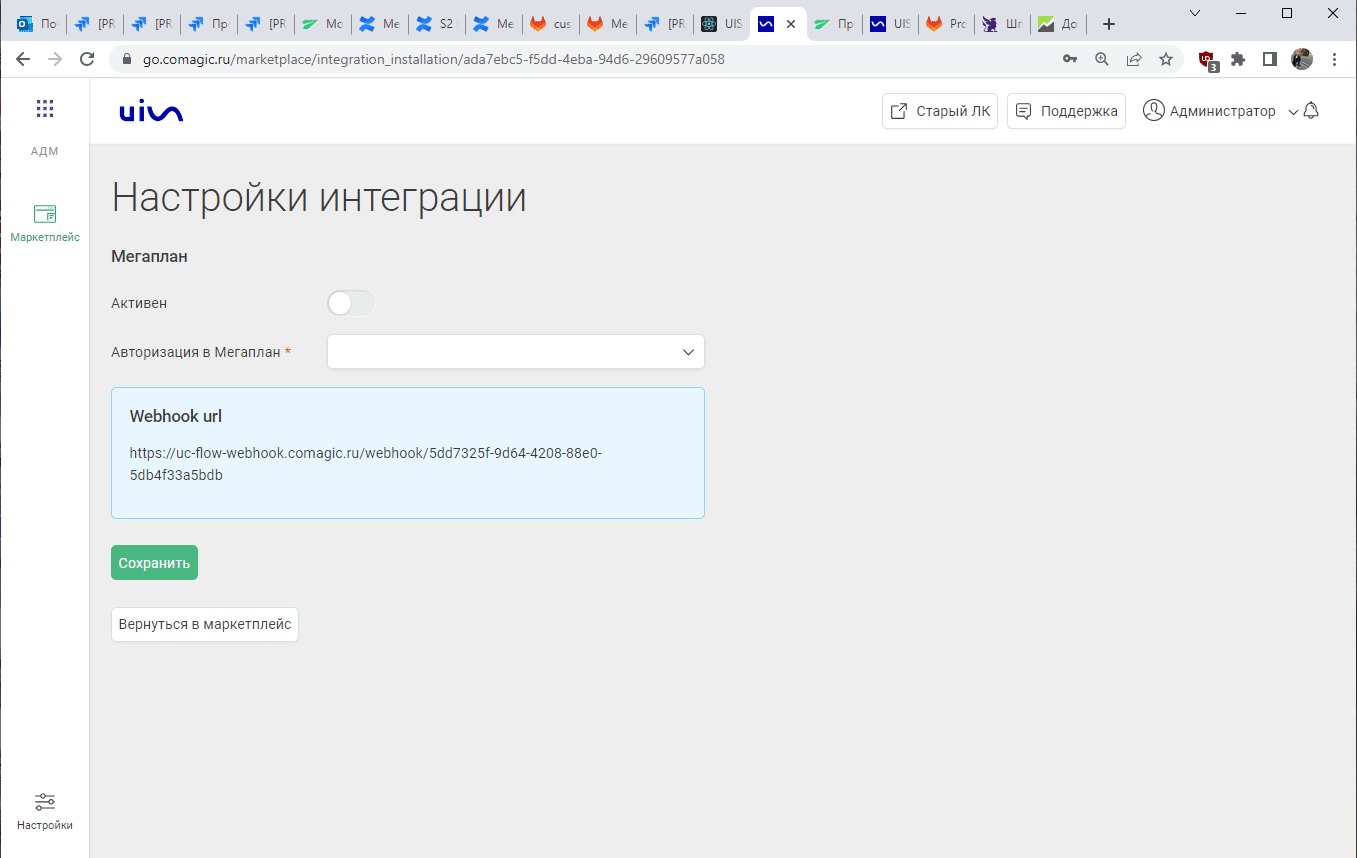 По [PR [PR Пр [PR Мо Ме S2 Ме cus Ме [PR UIS Пр UIS Pro Шг До
go.comagic.ru/marketplace/integration_installation/ada7ebc5-f5dd-4eba-94d6-29609577a058
3
uis
Старый ЛК
Поддержка
Администратор
АДМ
Маркетплейс
Настройки интеграции
Мегаплан
Активен
Авторизация в Мегаплан *
Webhook url
https://uc-flow-webhook.comagic.ru/webhook/5dd7325f-9d64-4208-88e0-
5db4f33a5bdb
Сохранить
Вернуться в маркетплейс
Настройки